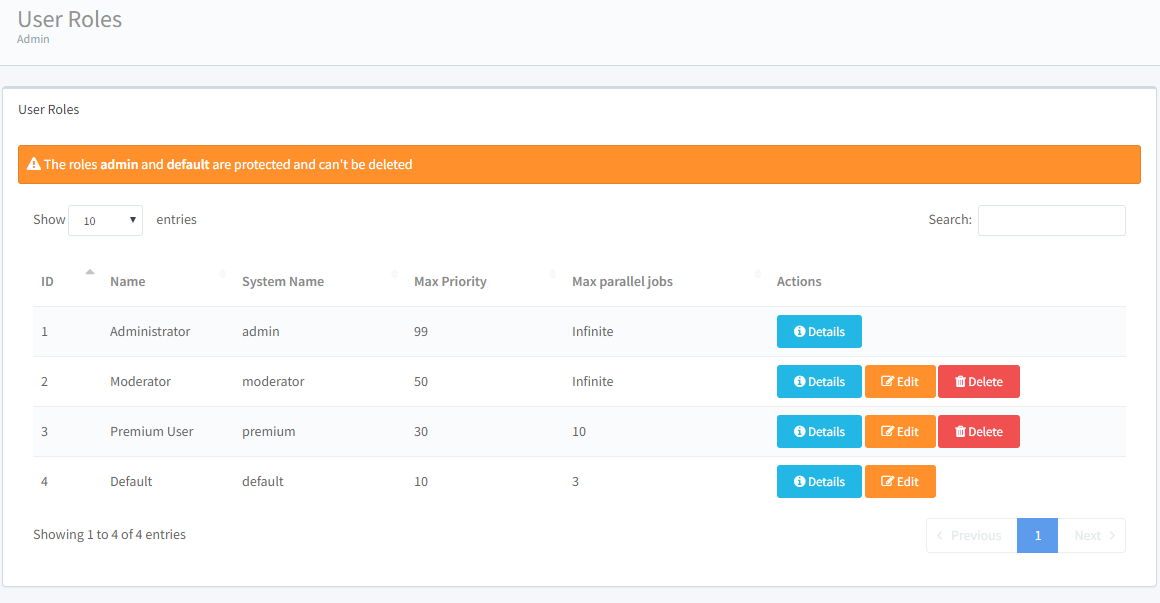 User Roles
Admin
User Roles
The roles admin and default are protected and can't be deleted
Show 10 entries Search:
ID Name System Name Max Priority Max parallel jobs Actions
1 Administrator admin 99 Infinite Details
2 Moderator moderator 50 Infinite Details Edit Delete
3 Premium User premium 30 10 Details Edit Delete
4 Default default 10 3 Details Edit
Showing 1 to 4 of 4 entries Previous 1 Next